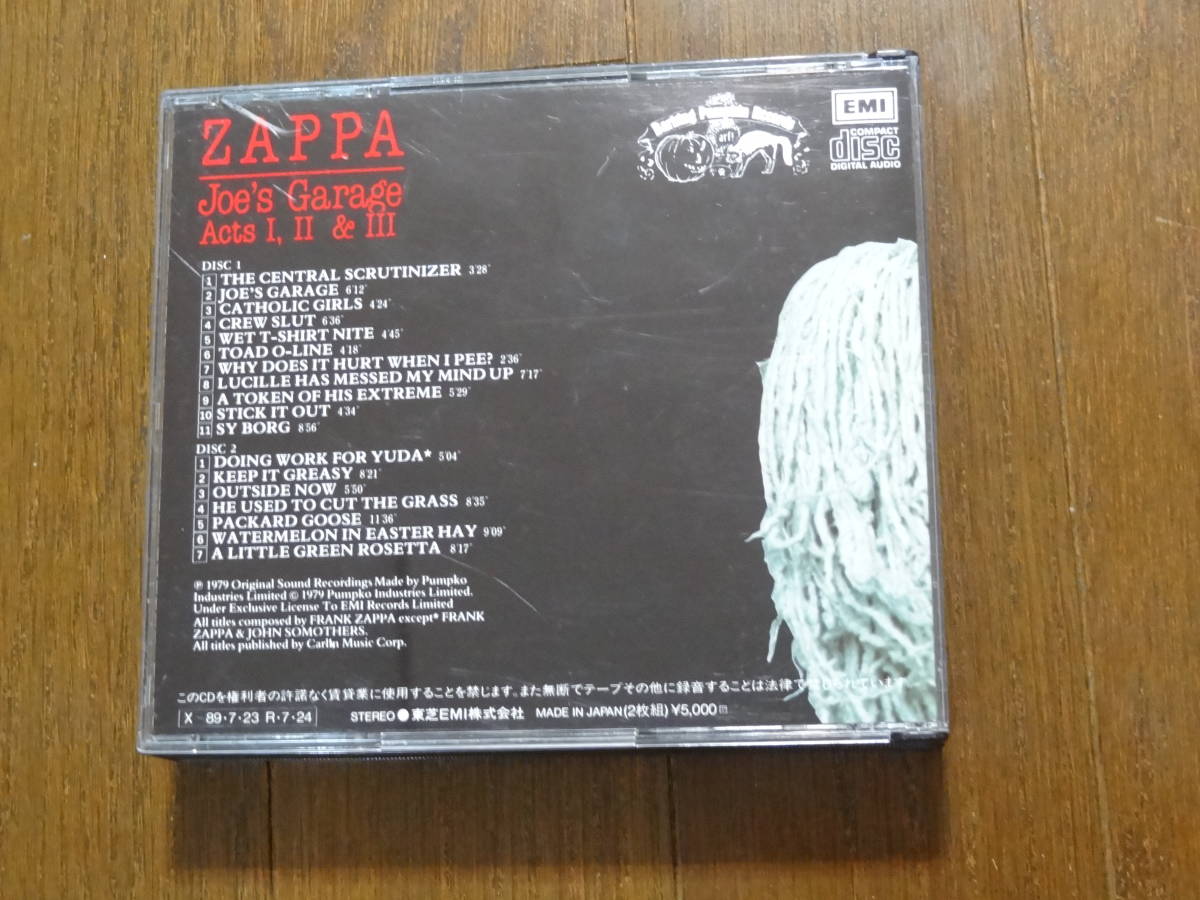 ZAPPA
Joe's Garage
Acts I, II & III
Barking Pumpkin Records
arf!
EMI
COMPACT
disc
DIGITAL AUDIO
DISC 1
1 THE CENTRAL SCRUTINIZER 3'28"
2 JOE'S GARAGE 6'12"
3 CATHOLIC GIRLS 4'24"
4 CREW SLUT 6'36"
5 WET T-SHIRT NITE 4'45"
6 TOAD O-LINE 4'18"
7 WHY DOES IT HURT WHEN I PEE? 2'36"
8 LUCILLE HAS MESSED MY MIND UP 7'17"
9 A TOKEN OF HIS EXTREME 5'29"
10 STICK IT OUT 4'34"
11 SY BORG 8'56"
DISC 2
1 DOING WORK FOR YUDA* 5'04"
2 KEEP IT GREASY 8'21"
3 OUTSIDE NOW 5'50"
4 HE USED TO CUT THE GRASS 8'35"
5 PACKARD GOOSE 11'36"
6 WATERMELON IN EASTER HAY 9'09"
7 A LITTLE GREEN ROSETTA 8'17"
℗ 1979 Original Sound Recordings Made by Pumpko
Industries Limited © 1979 Pumpko Industries Limited.
Under Exclusive License To EMI Records Limited
All titles composed by FRANK ZAPPA except* FRANK
ZAPPA & JOHN SOMOTHERS.
All titles published by Carlin Music Corp.
このCDを権利者の許諾なく賃貸業に使用することを禁じます。また無断でテープその他に録音することは法律で禁じられています。
X 89・7・23 R・7・24 STEREO ● 東芝EMI株式会社 MADE IN JAPAN (2枚組) ¥5,000